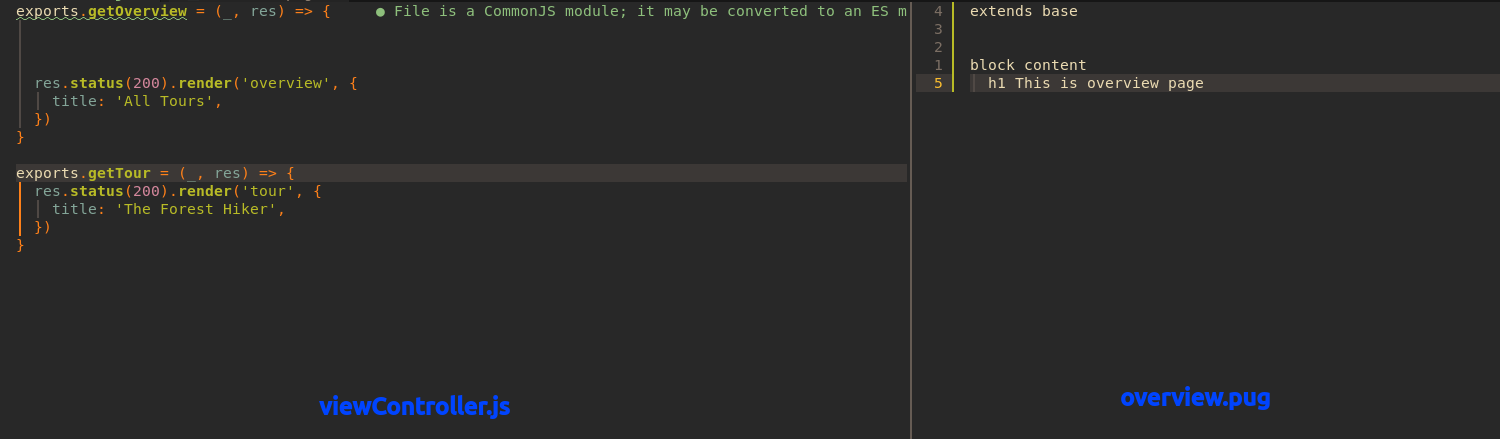 exports.getOverview = (_, res) => { ● File is a CommonJS module; it may be converted to an ES m
res.status(200).render('overview', {
title: 'All Tours',
})
}
exports.getTour = (_, res) => {
res.status(200).render('tour', {
title: 'The Forest Hiker',
})
}
viewController.js
4 extends base
3
2
1 block content
5 h1 This is overview page
overview.pug